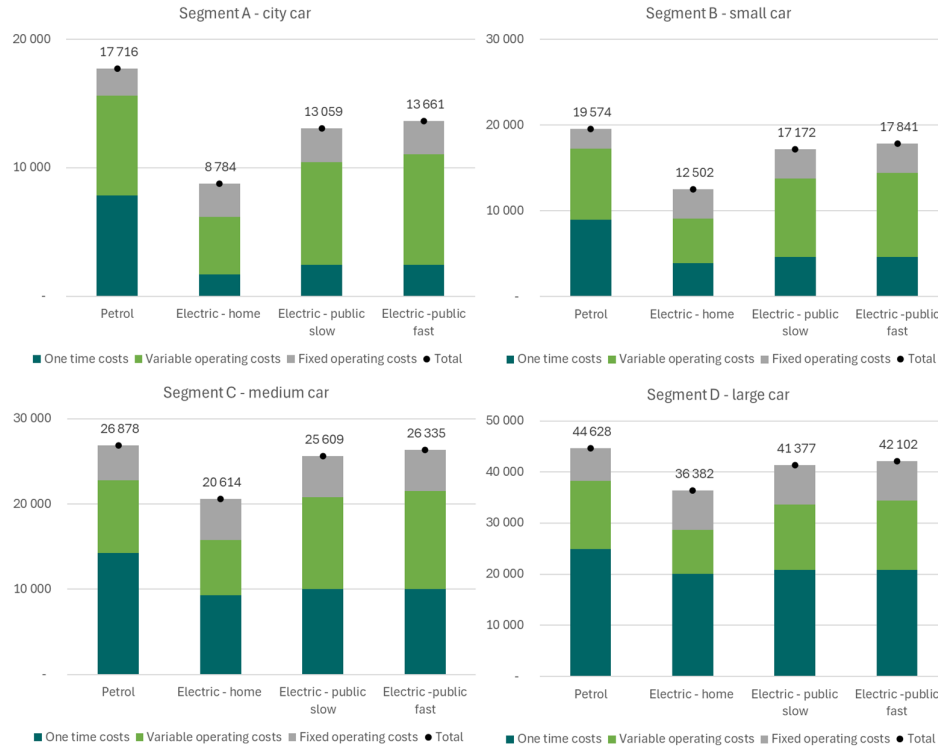 Segment A - city car
20 000
17 716
13 059
13 661
10 000
8 784
-
Petrol
Electric - home
Electric - public slow
Electric -public fast
One time costs
Variable operating costs
Fixed operating costs
Total
Segment B - small car
30 000
20 000
19 574
17 172
17 841
12 502
10 000
-
Petrol
Electric - home
Electric - public slow
Electric -public fast
One time costs
Variable operating costs
Fixed operating costs
Total
Segment C - medium car
30 000
26 878
25 609
26 335
20 614
20 000
10 000
-
Petrol
Electric - home
Electric - public slow
Electric -public fast
One time costs
Variable operating costs
Fixed operating costs
Total
Segment D - large car
50 000
44 628
41 377
42 102
40 000
36 382
30 000
20 000
10 000
-
Petrol
Electric - home
Electric - public slow
Electric -public fast
One time costs
Variable operating costs
Fixed operating costs
Total